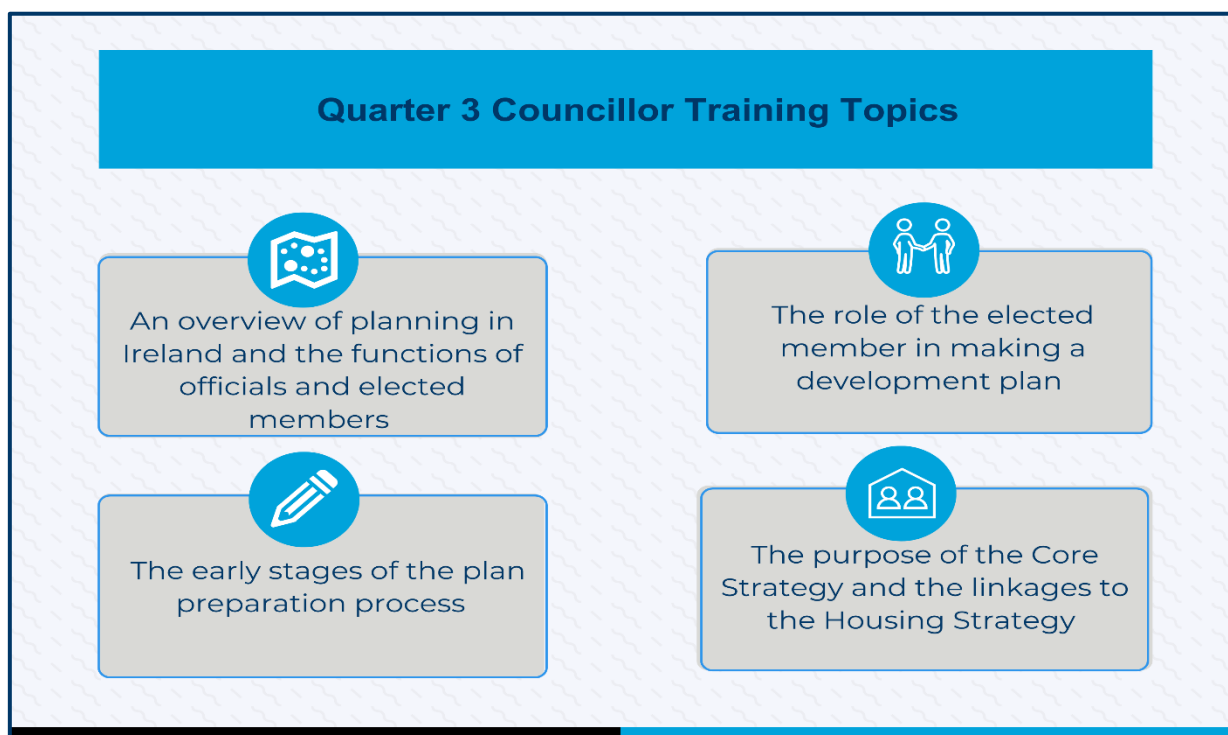 Quarter 3 Councillor Training Topics
An overview of planning in
Ireland and the functions of
officials and elected
members
The role of the elected
member in making a
development plan
The early stages of the plan
preparation process
The purpose of the Core
Strategy and the linkages to
the Housing Strategy